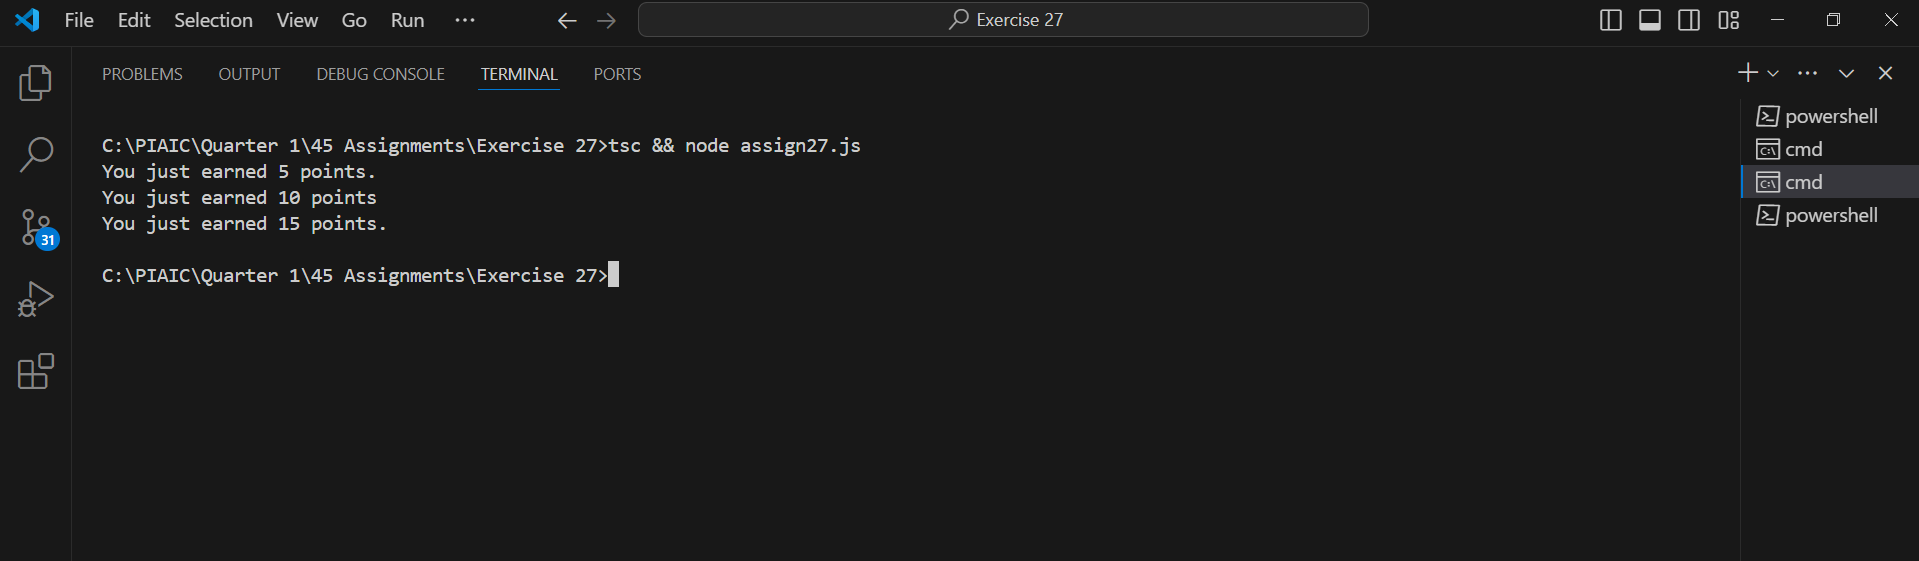 File Edit Selection View Go Run ··· Exercise 27
PROBLEMS OUTPUT DEBUG CONSOLE TERMINAL PORTS
powershell
C:\PIAIC\Quarter 1\45 Assignments\Exercise 27>tsc && node assign27.js
cmd
You just earned 5 points.
cmd
You just earned 10 points
powershell
You just earned 15 points.
31
C:\PIAIC\Quarter 1\45 Assignments\Exercise 27>